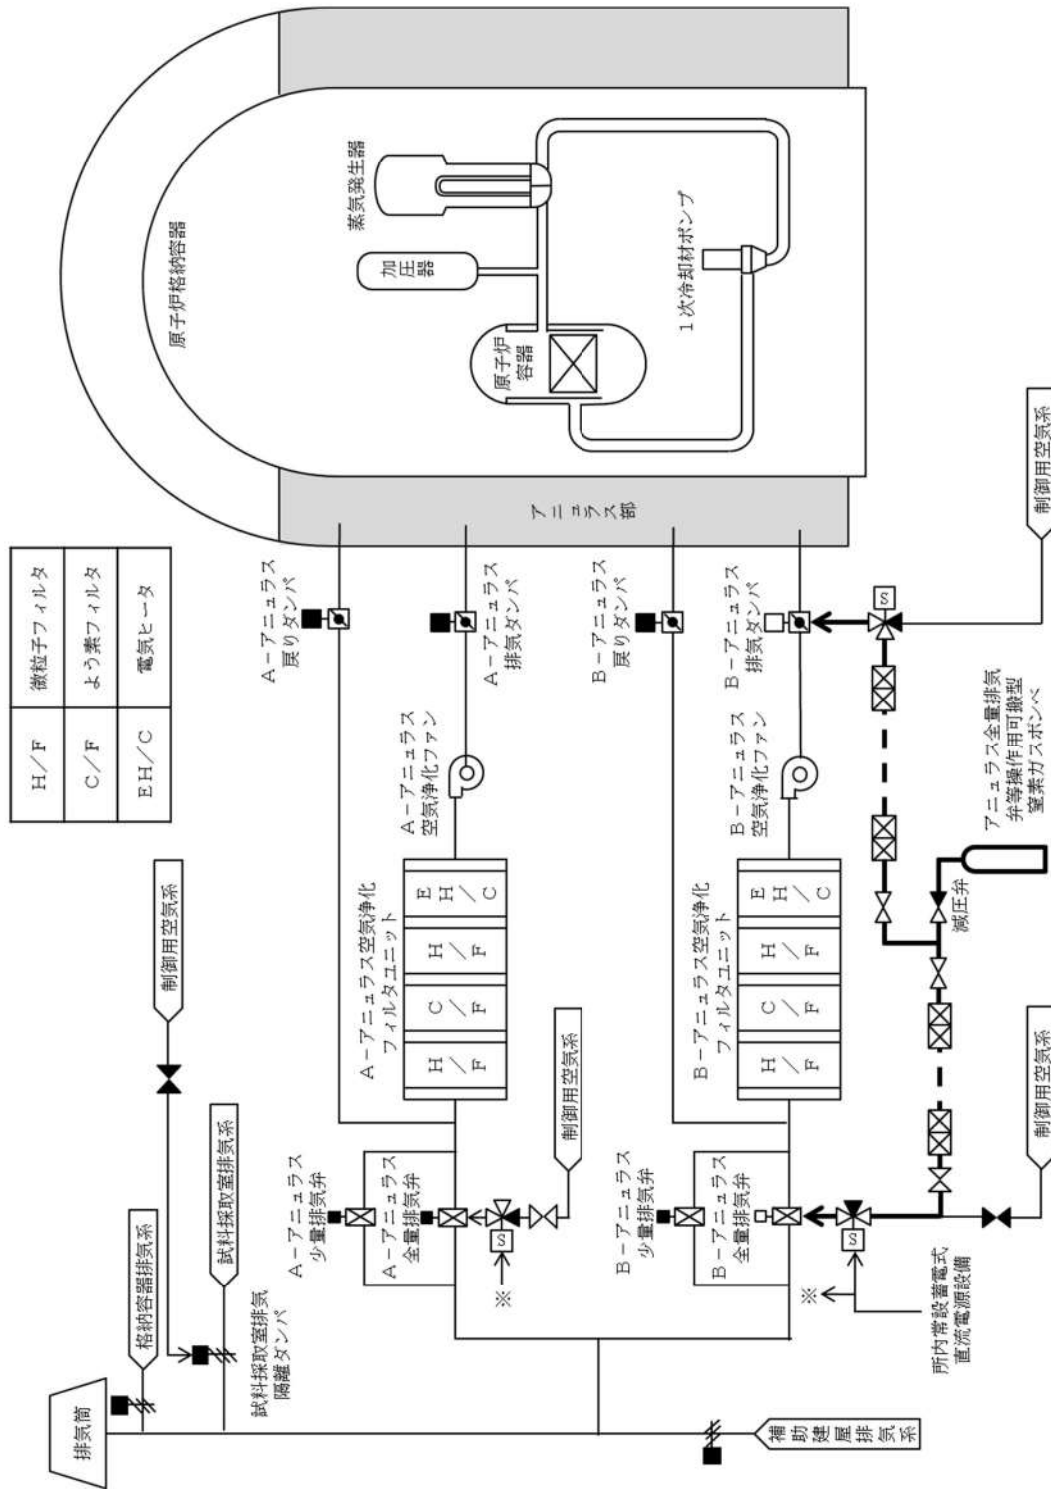 H/F 微粒子フィルタ
C/F よう素フィルタ
EH/C 電気ヒータ
排気筒
格納容器排気系
試料採取室排気系
制御用空気系
試料採取室排気
隔離ダンパ
補助建屋排気系
A-アニュラス
少量排気弁
A-アニュラス
全量排気弁
S
※
制御用空気系
A-アニュラス空気浄化
フィルタユニット
H/F
C/F
H/F
EH/C
A-アニュラス
空気浄化ファン
A-アニュラス
戻りダンパ
A-アニュラス
排気ダンパ
B-アニュラス
少量排気弁
B-アニュラス
全量排気弁
※
S
所内常設蓄電式
直流電源設備
制御用空気系
B-アニュラス空気浄化
フィルタユニット
H/F
C/F
H/F
EH/C
B-アニュラス
空気浄化ファン
B-アニュラス
戻りダンパ
B-アニュラス
排気ダンパ
S
減圧弁
アニュラス全量排気
弁等操作用可搬型
窒素ガスボンベ
制御用空気系
アニュラス部
原子炉格納容器
蒸気発生器
加圧器
原子炉
容器
1次冷却材ポンプ